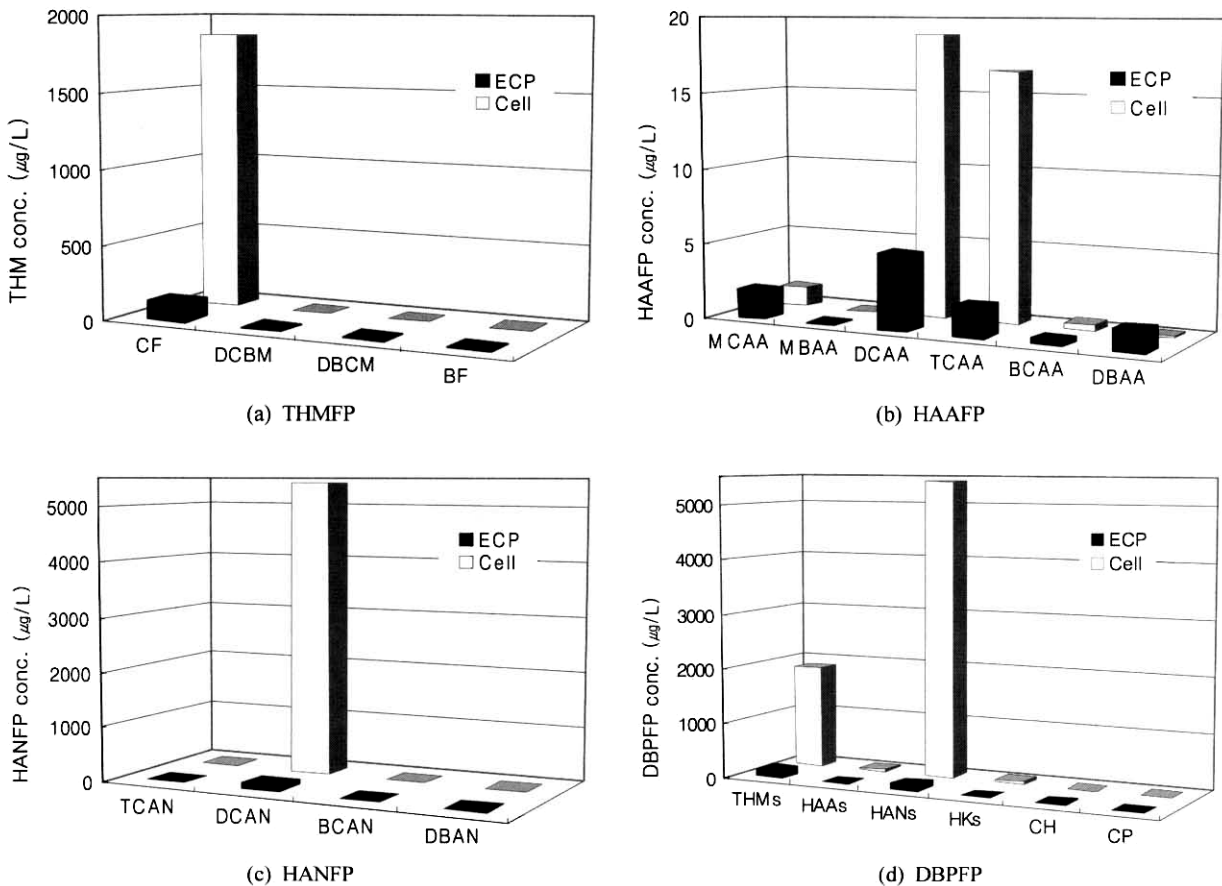 THM conc. (μg/L)
2000
1500
1000
500
0
ECP
Cell
CF
DCBM
DBCM
BF
(a) THMFP
HAAFP conc. (μg/L)
20
15
10
5
0
ECP
Cell
MCAA
MBAA
DCAA
TCAA
BCAA
DBAA
(b) HAAFP
HANFP conc. (μg/L)
5000
4000
3000
2000
1000
0
ECP
Cell
TCAN
DCAN
BCAN
DBAN
(c) HANFP
DBPFP conc. (μg/L)
5000
4000
3000
2000
1000
0
ECP
Cell
THMs
HAAs
HANs
HKs
CH
CP
(d) DBPFP